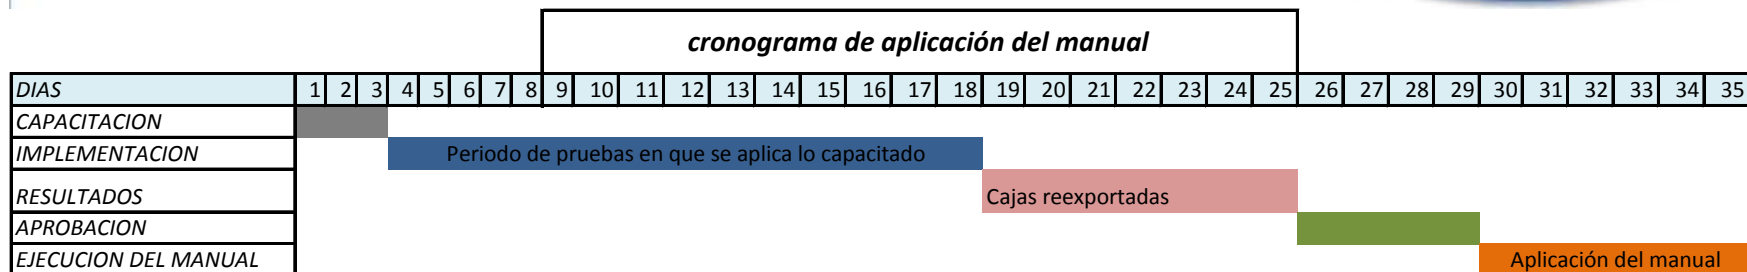 cronograma de aplicación del manual
DIAS 1 2 3 4 5 6 7 8 9 10 11 12 13 14 15 16 17 18 19 20 21 22 23 24 25 26 27 28 29 30 31 32 33 34 35
CAPACITACION
IMPLEMENTACION Periodo de pruebas en que se aplica lo capacitado
RESULTADOS Cajas reexportadas
APROBACION
EJECUCION DEL MANUAL Aplicación del manual